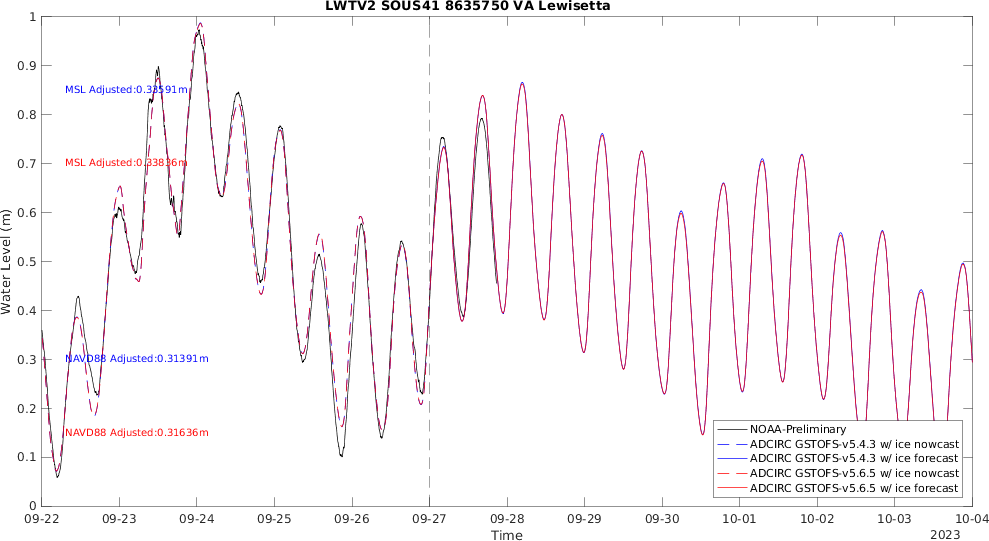 LWTV2 SOUS41 8635750 VA Lewisetta
Water Level (m)
1
0.9
0.8
0.7
0.6
0.5
0.4
0.3
0.2
0.1
0
MSL Adjusted:0.33591m
MSL Adjusted:0.33836m
NAVD88 Adjusted:0.31391m
NAVD88 Adjusted:0.31636m
NOAA-Preliminary
ADCIRC GSTOFS-v5.4.3 w/ ice nowcast
ADCIRC GSTOFS-v5.4.3 w/ ice forecast
ADCIRC GSTOFS-v5.6.5 w/ ice nowcast
ADCIRC GSTOFS-v5.6.5 w/ ice forecast
09-22 09-23 09-24 09-25 09-26 09-27 09-28 09-29 09-30 10-01 10-02 10-03 10-04
Time
2023